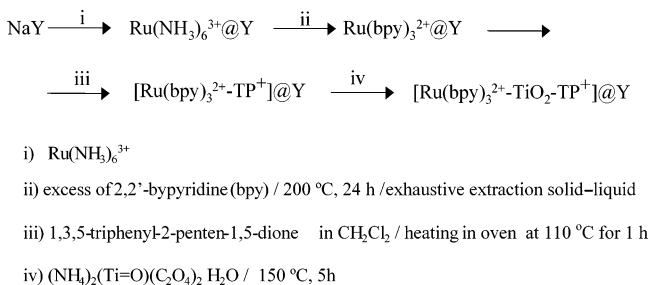 NaY i Ru(NH3)6 3+@Y ii Ru(bpy)3 2+@Y
iii [Ru(bpy)3 2+-TP+]@Y iv [Ru(bpy)3 2+-TiO2-TP+]@Y
i) Ru(NH3)6 3+
ii) excess of 2,2'-bypyridine (bpy) / 200 ºC, 24 h /exhaustive extraction solid–liquid
iii) 1,3,5-triphenyl-2-penten-1,5-dione in CH2Cl2 / heating in oven at 110 ºC for 1 h
iv) (NH4)2(Ti=O)(C2O4)2 H2O / 150 ºC, 5h